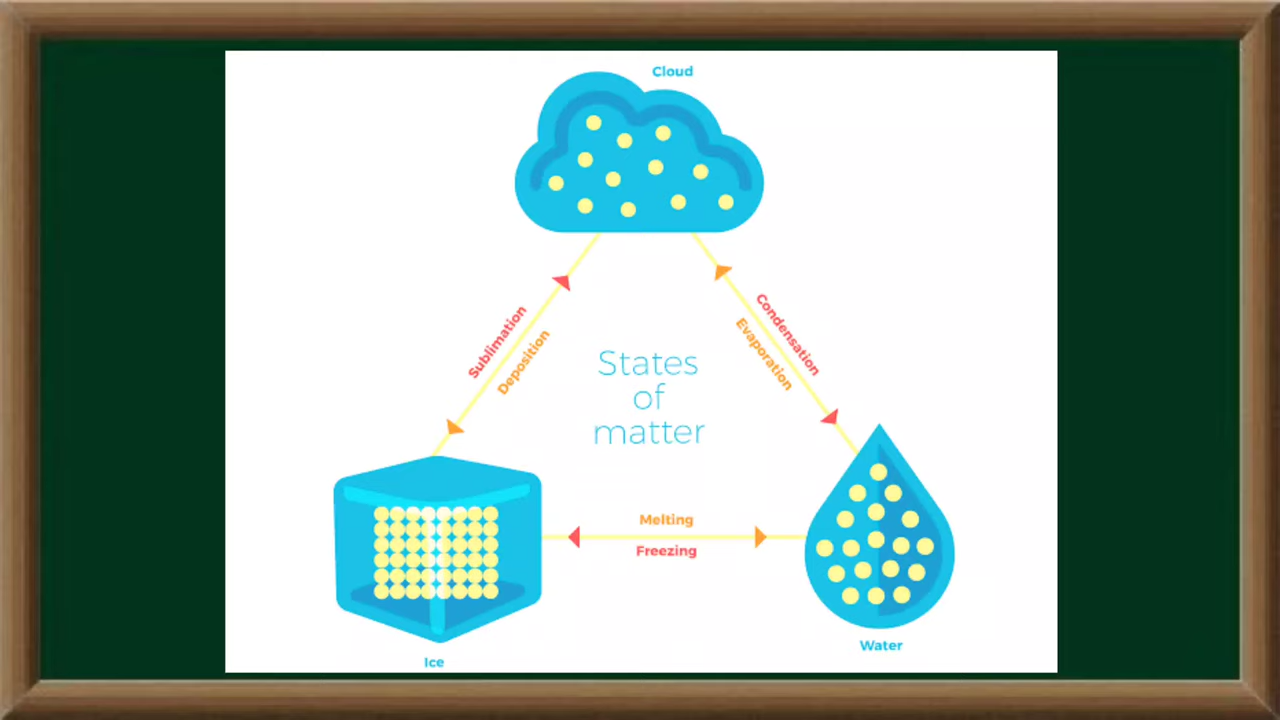 Cloud
Sublimation
Deposition
Condensation
Evaporation
States
of
matter
Melting
Freezing
Water
Ice